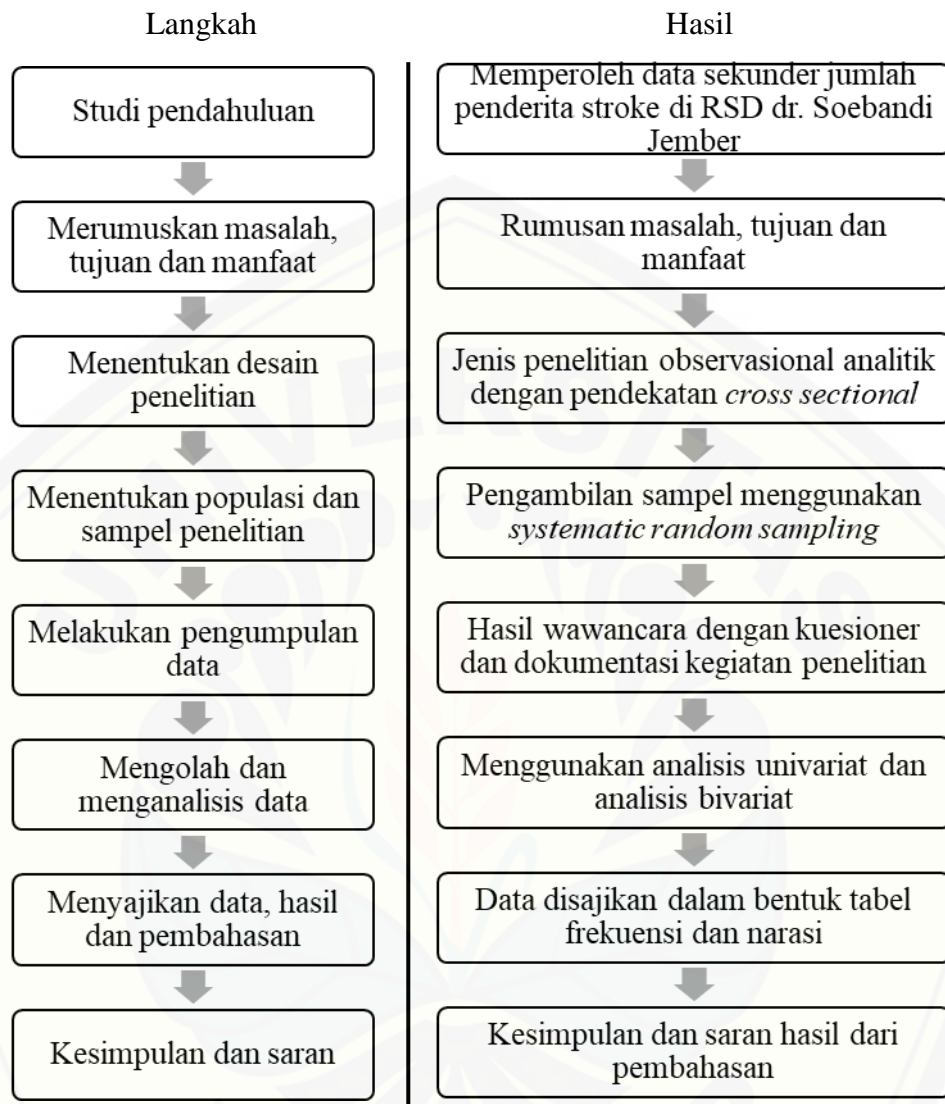 Langkah
Hasil
Studi pendahuluan
Memperoleh data sekunder jumlah
penderita stroke di RSD dr. Soebandi
Jember
Merumuskan masalah,
tujuan dan manfaat
Rumusan masalah, tujuan dan
manfaat
Menentukan desain
penelitian
Jenis penelitian observasional analitik
dengan pendekatan cross sectional
Menentukan populasi dan
sampel penelitian
Pengambilan sampel menggunakan
systematic random sampling
Melakukan pengumpulan
data
Hasil wawancara dengan kuesioner
dan dokumentasi kegiatan penelitian
Mengolah dan
menganalisis data
Menggunakan analisis univariat dan
analisis bivariat
Menyajikan data, hasil
dan pembahasan
Data disajikan dalam bentuk tabel
frekuensi dan narasi
Kesimpulan dan saran
Kesimpulan dan saran hasil dari
pembahasan
UNIVERSITAS